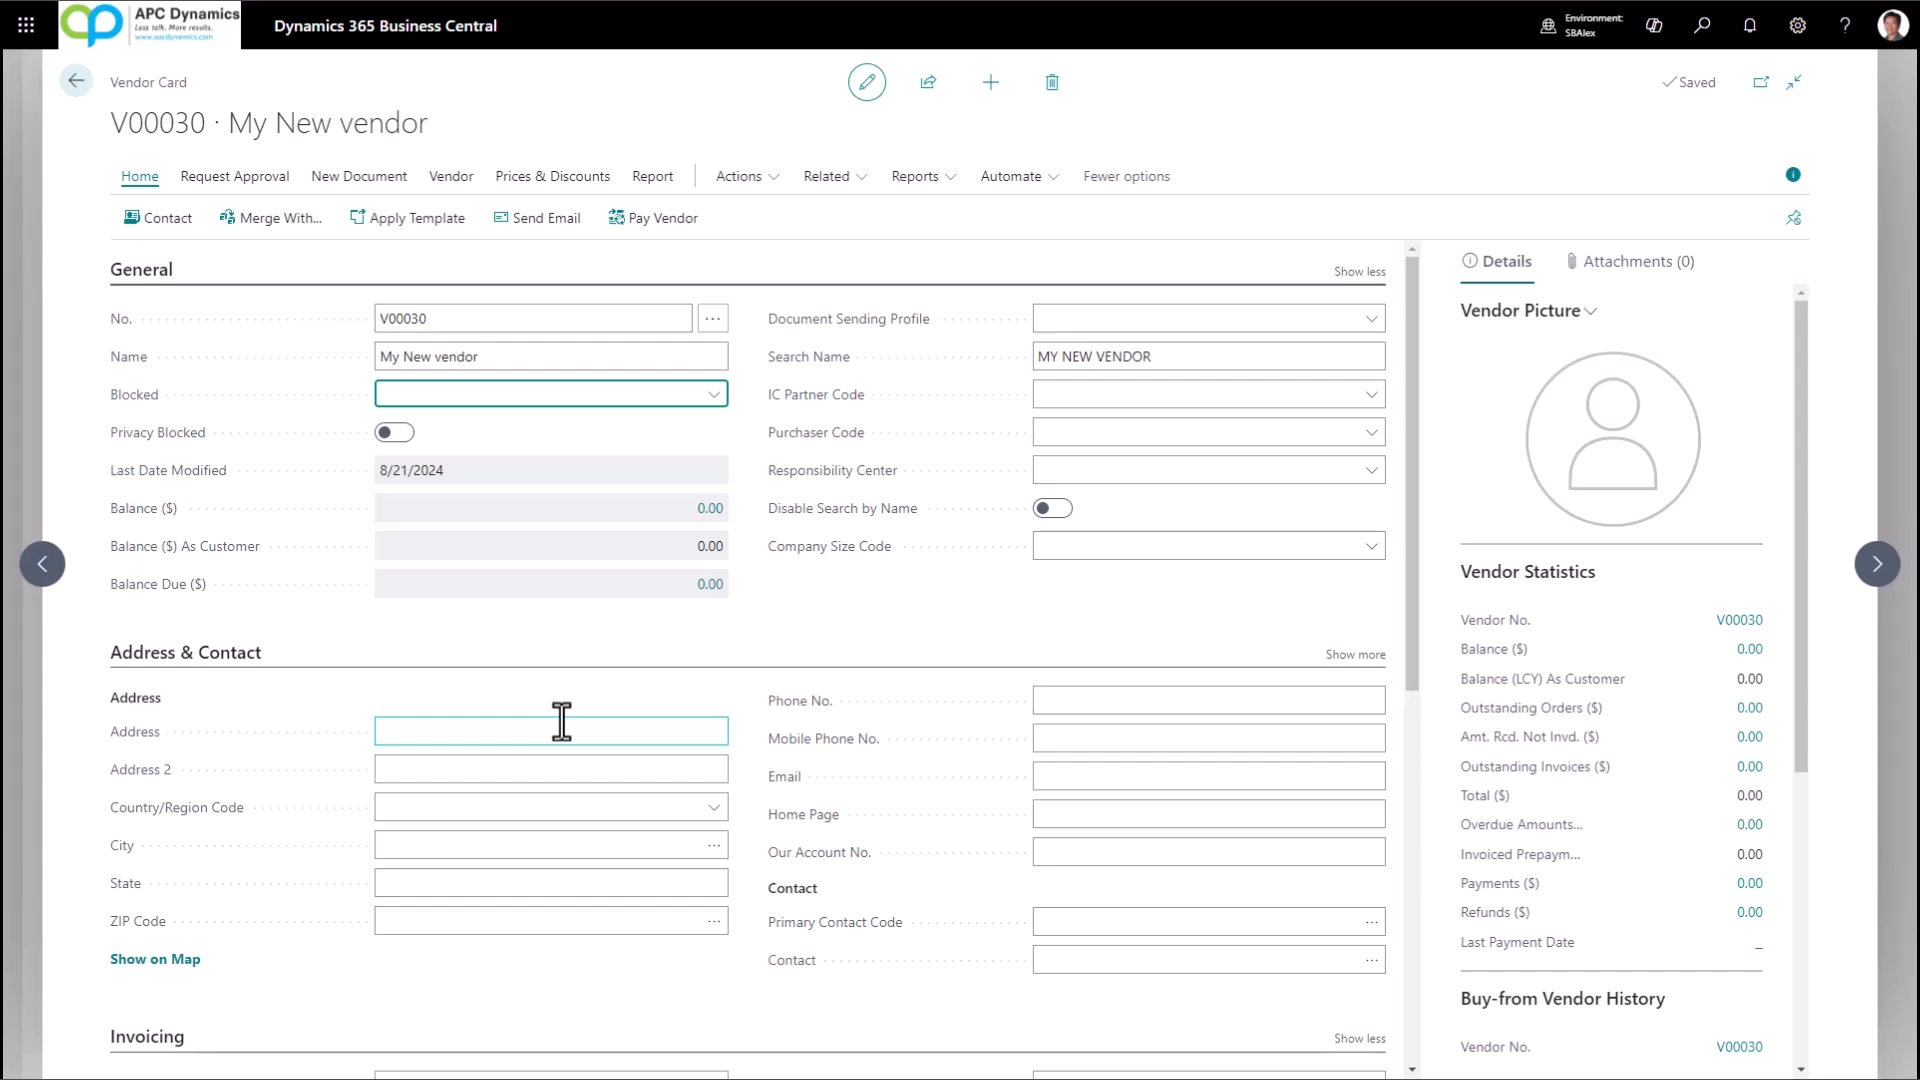 APC Dynamics
Less talk. More results.
www.apcdynamics.com
Dynamics 365 Business Central
Environment:
SBAlex
Vendor Card
Saved
V00030 · My New vendor
Home
Request Approval
New Document
Vendor
Prices & Discounts
Report
Actions
Related
Reports
Automate
Fewer options
Contact
Merge With...
Apply Template
Send Email
Pay Vendor
General
Show less
No.
V00030
Name
My New vendor
Blocked
Privacy Blocked
Last Date Modified
8/21/2024
Balance ($)
0.00
Balance ($) As Customer
0.00
Balance Due ($)
0.00
Document Sending Profile
Search Name
MY NEW VENDOR
IC Partner Code
Purchaser Code
Responsibility Center
Disable Search by Name
Company Size Code
Address & Contact
Show more
Address
Address
Address 2
Country/Region Code
City
State
ZIP Code
Show on Map
Phone No.
Mobile Phone No.
Email
Home Page
Our Account No.
Contact
Primary Contact Code
Contact
Invoicing
Show less
Details
Attachments (0)
Vendor Picture
Vendor Statistics
Vendor No.
V00030
Balance ($)
0.00
Balance (LCY) As Customer
0.00
Outstanding Orders ($)
0.00
Amt. Rcd. Not Invd. ($)
0.00
Outstanding Invoices ($)
0.00
Total ($)
0.00
Overdue Amounts...
0.00
Invoiced Prepaym...
0.00
Payments ($)
0.00
Refunds ($)
0.00
Last Payment Date
_
Buy-from Vendor History
Vendor No.
V00030